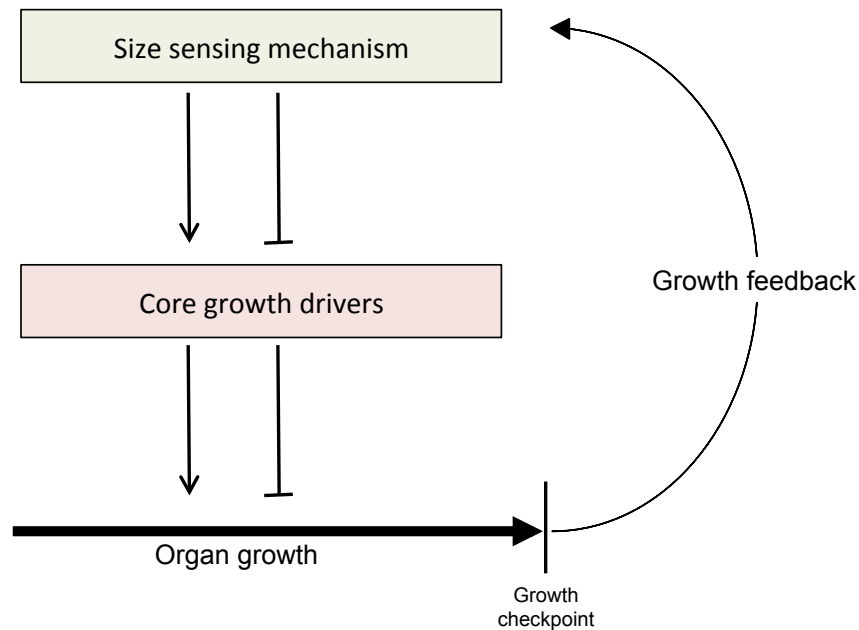 Size sensing mechanism
Core growth drivers
Growth feedback
Organ growth
Growth
checkpoint